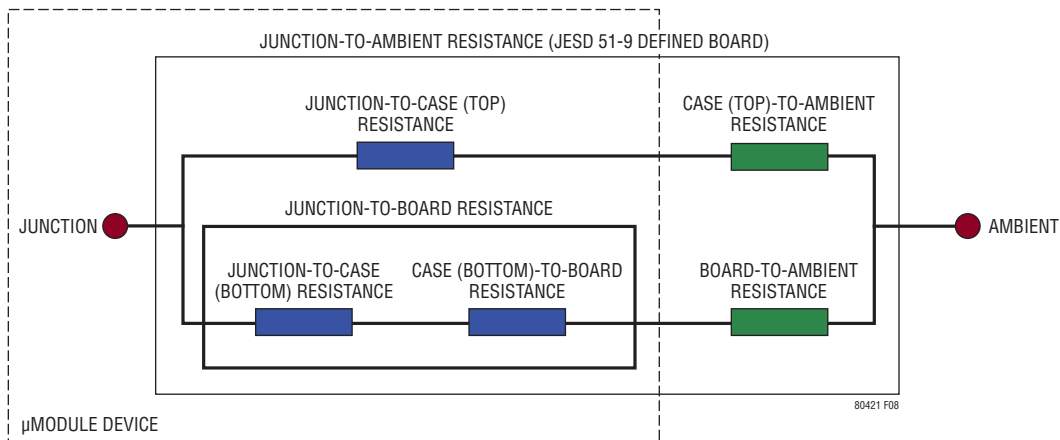 JUNCTION-TO-AMBIENT RESISTANCE (JESD 51-9 DEFINED BOARD)
JUNCTION-TO-CASE (TOP)
RESISTANCE
CASE (TOP)-TO-AMBIENT
RESISTANCE
JUNCTION
JUNCTION-TO-BOARD RESISTANCE
AMBIENT
JUNCTION-TO-CASE
(BOTTOM) RESISTANCE
CASE (BOTTOM)-TO-BOARD
RESISTANCE
BOARD-TO-AMBIENT
RESISTANCE
80421 F08
µMODULE DEVICE